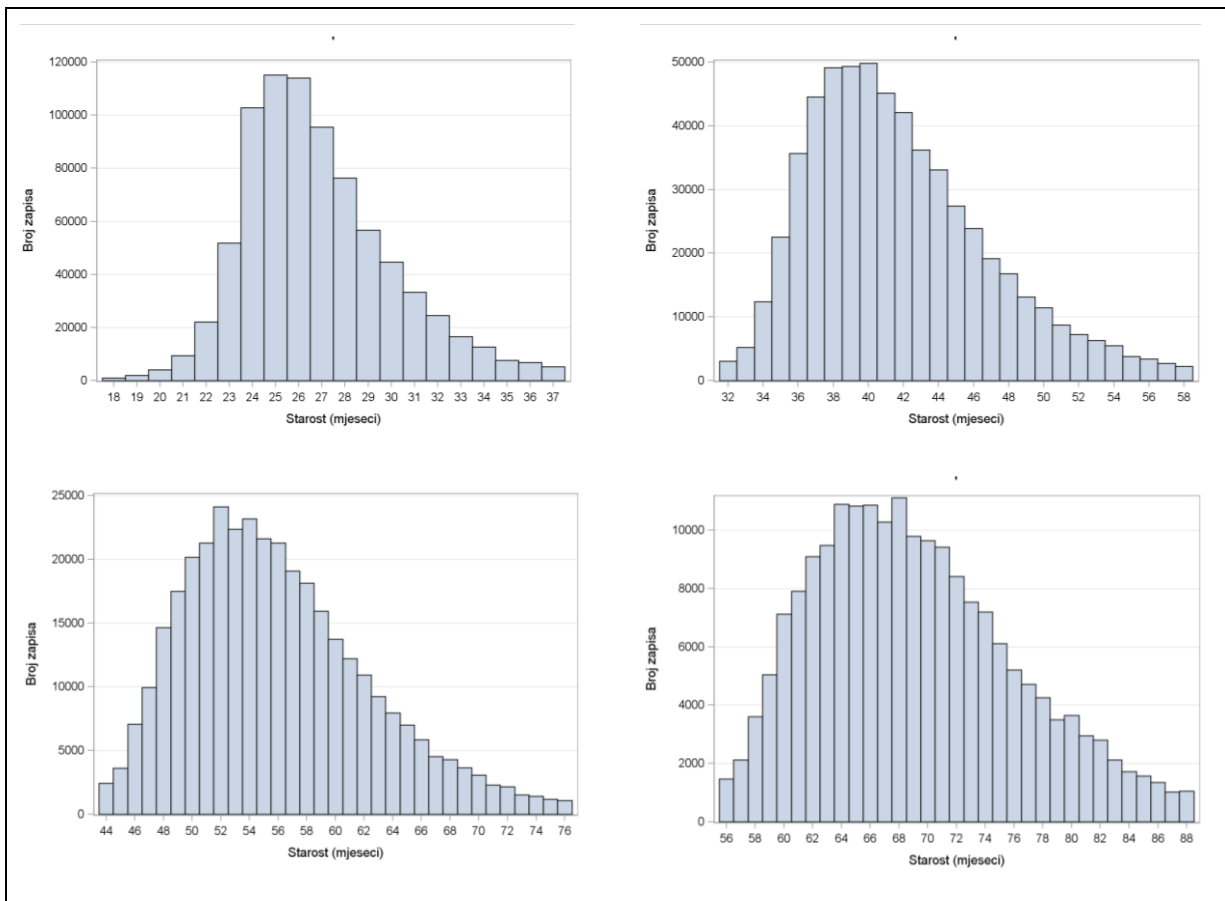 120000
100000
80000
60000
40000
20000
0
Broj zapisa
18 19 20 21 22 23 24 25 26 27 28 29 30 31 32 33 34 35 36 37
Starost (mjeseci)
50000
40000
30000
20000
10000
0
Broj zapisa
32 34 36 38 40 42 44 46 48 50 52 54 56 58
Starost (mjeseci)
25000
20000
15000
10000
5000
0
Broj zapisa
44 46 48 50 52 54 56 58 60 62 64 66 68 70 72 74 76
Starost (mjeseci)
10000
8000
6000
4000
2000
0
Broj zapisa
56 58 60 62 64 66 68 70 72 74 76 78 80 82 84 86 88
Starost (mjeseci)